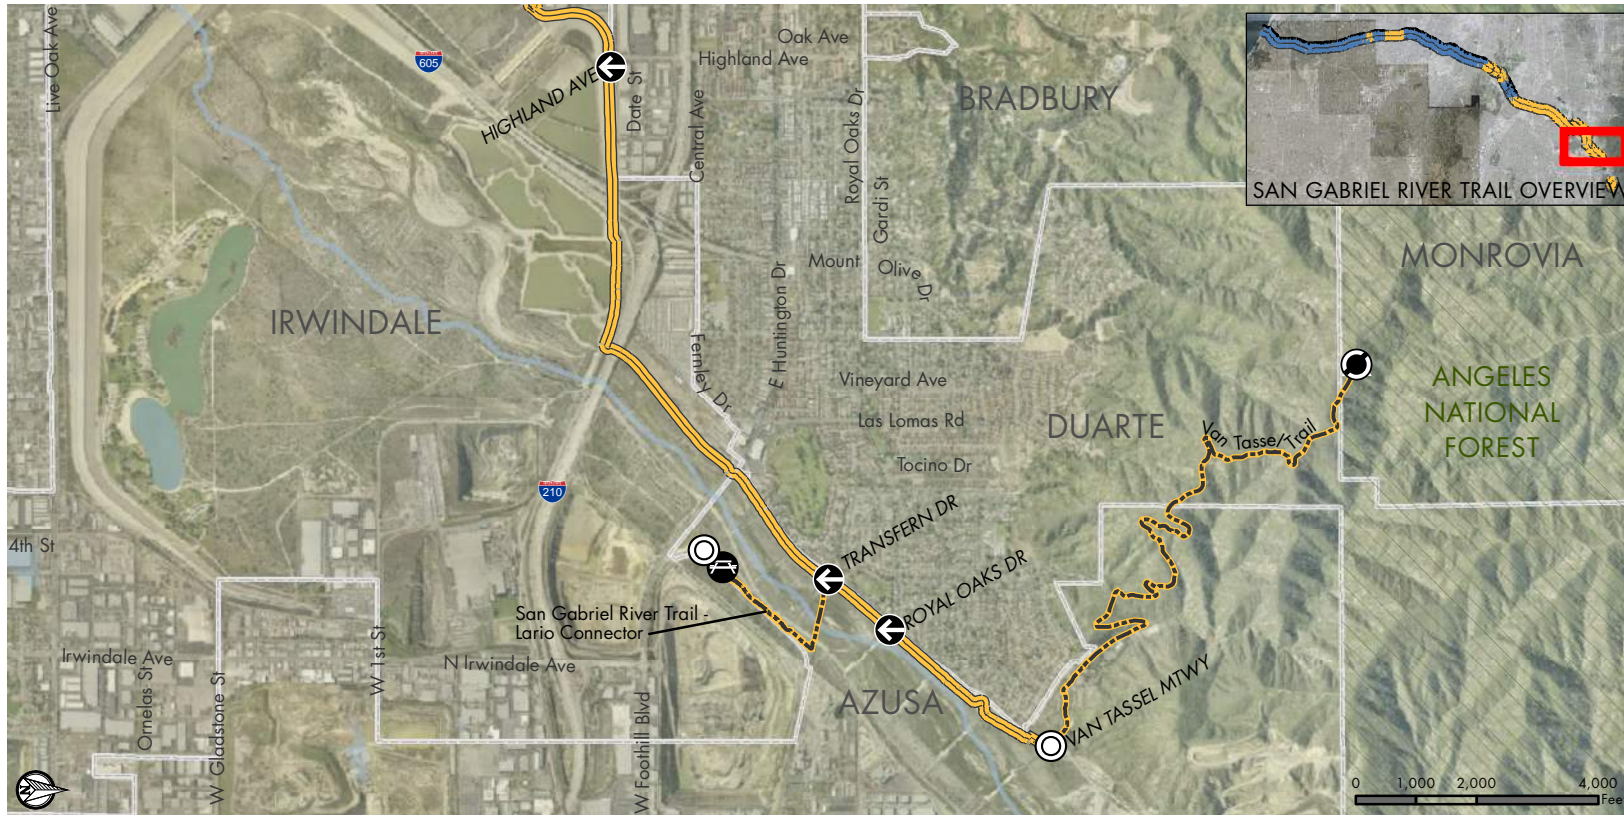 Live Oak Ave
605
HIGHLAND AVE
Date St
Central Ave
Oak Ave
Highland Ave
Royal Oaks Dr
Gardi St
BRADBURY
SAN GABRIEL RIVER TRAIL OVERVIEW
MONROVIA
Mount Olive Dr
E Huntington Dr
IRWINDALE
Fernley Dr
Vineyard Ave
Las Lomas Rd
DUARTE
Tocino Dr
Van Tassel Trail
ANGELES
NATIONAL
FOREST
210
4th St
TRANSFERN DR
ROYAL OAKS DR
San Gabriel River Trail -
Lario Connector
Irwindale Ave
Ornelas St
W Gladstone St
W 1st St
N Irwindale Ave
W Foothill Blvd
AZUSA
VAN TASSEL MTWY
N
0 1,000 2,000 4,000
Fee